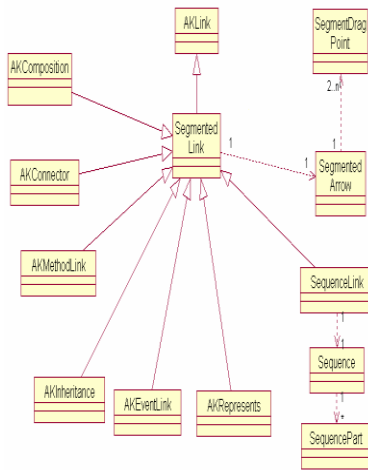 AKLink
SegmentDrag
Point
AKComposition
2..n
Segmented
Link
1
1
1
Segmented
Arrow
AKConnector
AKMethodLink
SequenceLink
1
1
Sequence
AKInheritance
AKEventLink
AKRepresents
1
*
SequencePart